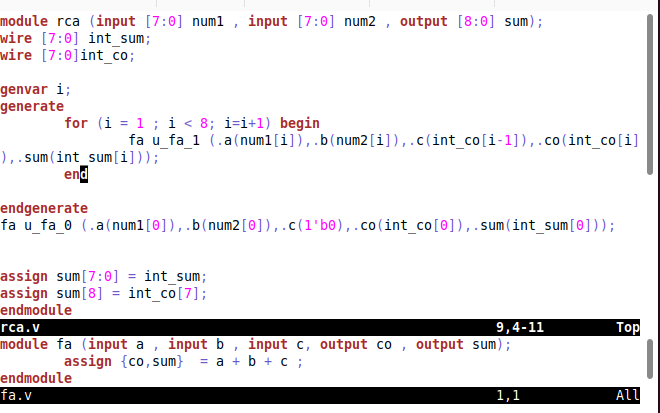 module rca (input [7:0] num1 , input [7:0] num2 , output [8:0] sum);
wire [7:0] int_sum;
wire [7:0]int_co;
genvar i;
generate
for (i = 1 ; i < 8; i=i+1) begin
fa u_fa_1 (.a(num1[i]),.b(num2[i]),.c(int_co[i-1]),.co(int_co[i]
),.sum(int_sum[i]));
end
endgenerate
fa u_fa_0 (.a(num1[0]),.b(num2[0]),.c(1'b0),.co(int_co[0]),.sum(int_sum[0]));
assign sum[7:0] = int_sum;
assign sum[8] = int_co[7];
endmodule
rca.v 9,4-11 Top
module fa (input a , input b , input c, output co , output sum);
assign {co,sum}  = a + b + c ;
endmodule
fa.v 1,1 All